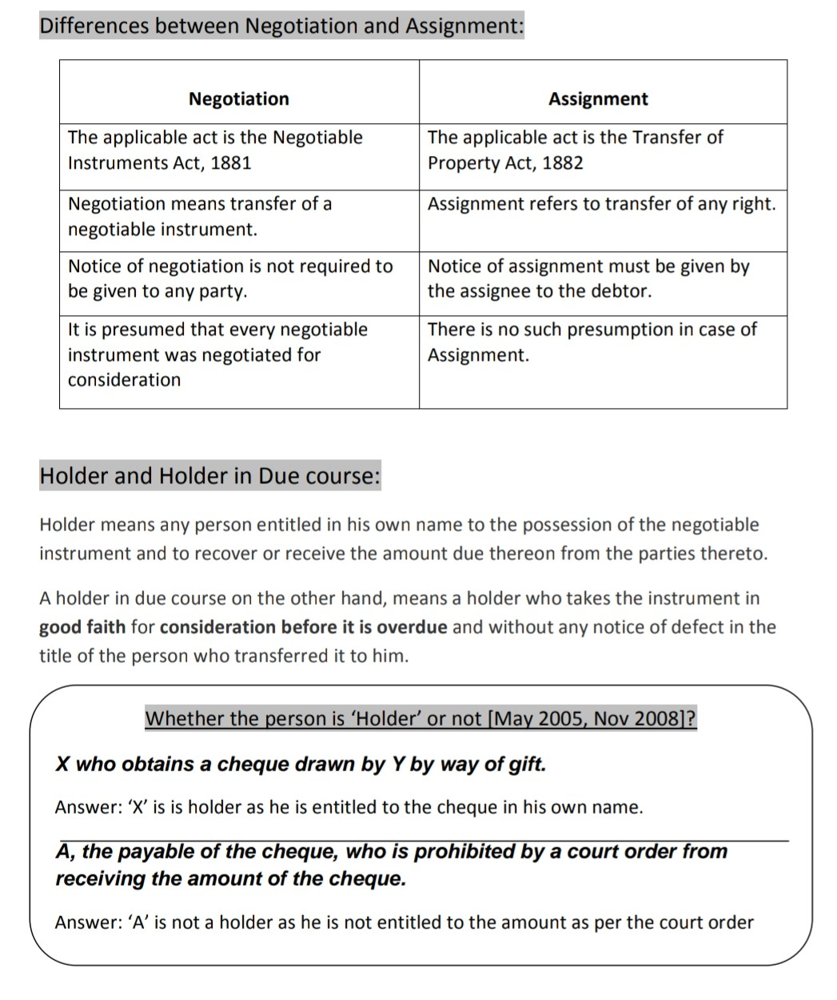 Differences between Negotiation and Assignment:
Negotiation
Assignment
The applicable act is the Negotiable
Instruments Act, 1881
The applicable act is the Transfer of
Property Act, 1882
Negotiation means transfer of a
negotiable instrument.
Assignment refers to transfer of any right.
Notice of negotiation is not required to
be given to any party.
Notice of assignment must be given by
the assignee to the debtor.
It is presumed that every negotiable
instrument was negotiated for
consideration
There is no such presumption in case of
Assignment.
Holder and Holder in Due course:
Holder means any person entitled in his own name to the possession of the negotiable
instrument and to recover or receive the amount due thereon from the parties thereto.
A holder in due course on the other hand, means a holder who takes the instrument in
good faith for consideration before it is overdue and without any notice of defect in the
title of the person who transferred it to him.
Whether the person is ‘Holder’ or not [May 2005, Nov 2008]?
X who obtains a cheque drawn by Y by way of gift.
Answer: ‘X’ is is holder as he is entitled to the cheque in his own name.
A, the payable of the cheque, who is prohibited by a court order from
receiving the amount of the cheque.
Answer: ‘A’ is not a holder as he is not entitled to the amount as per the court order